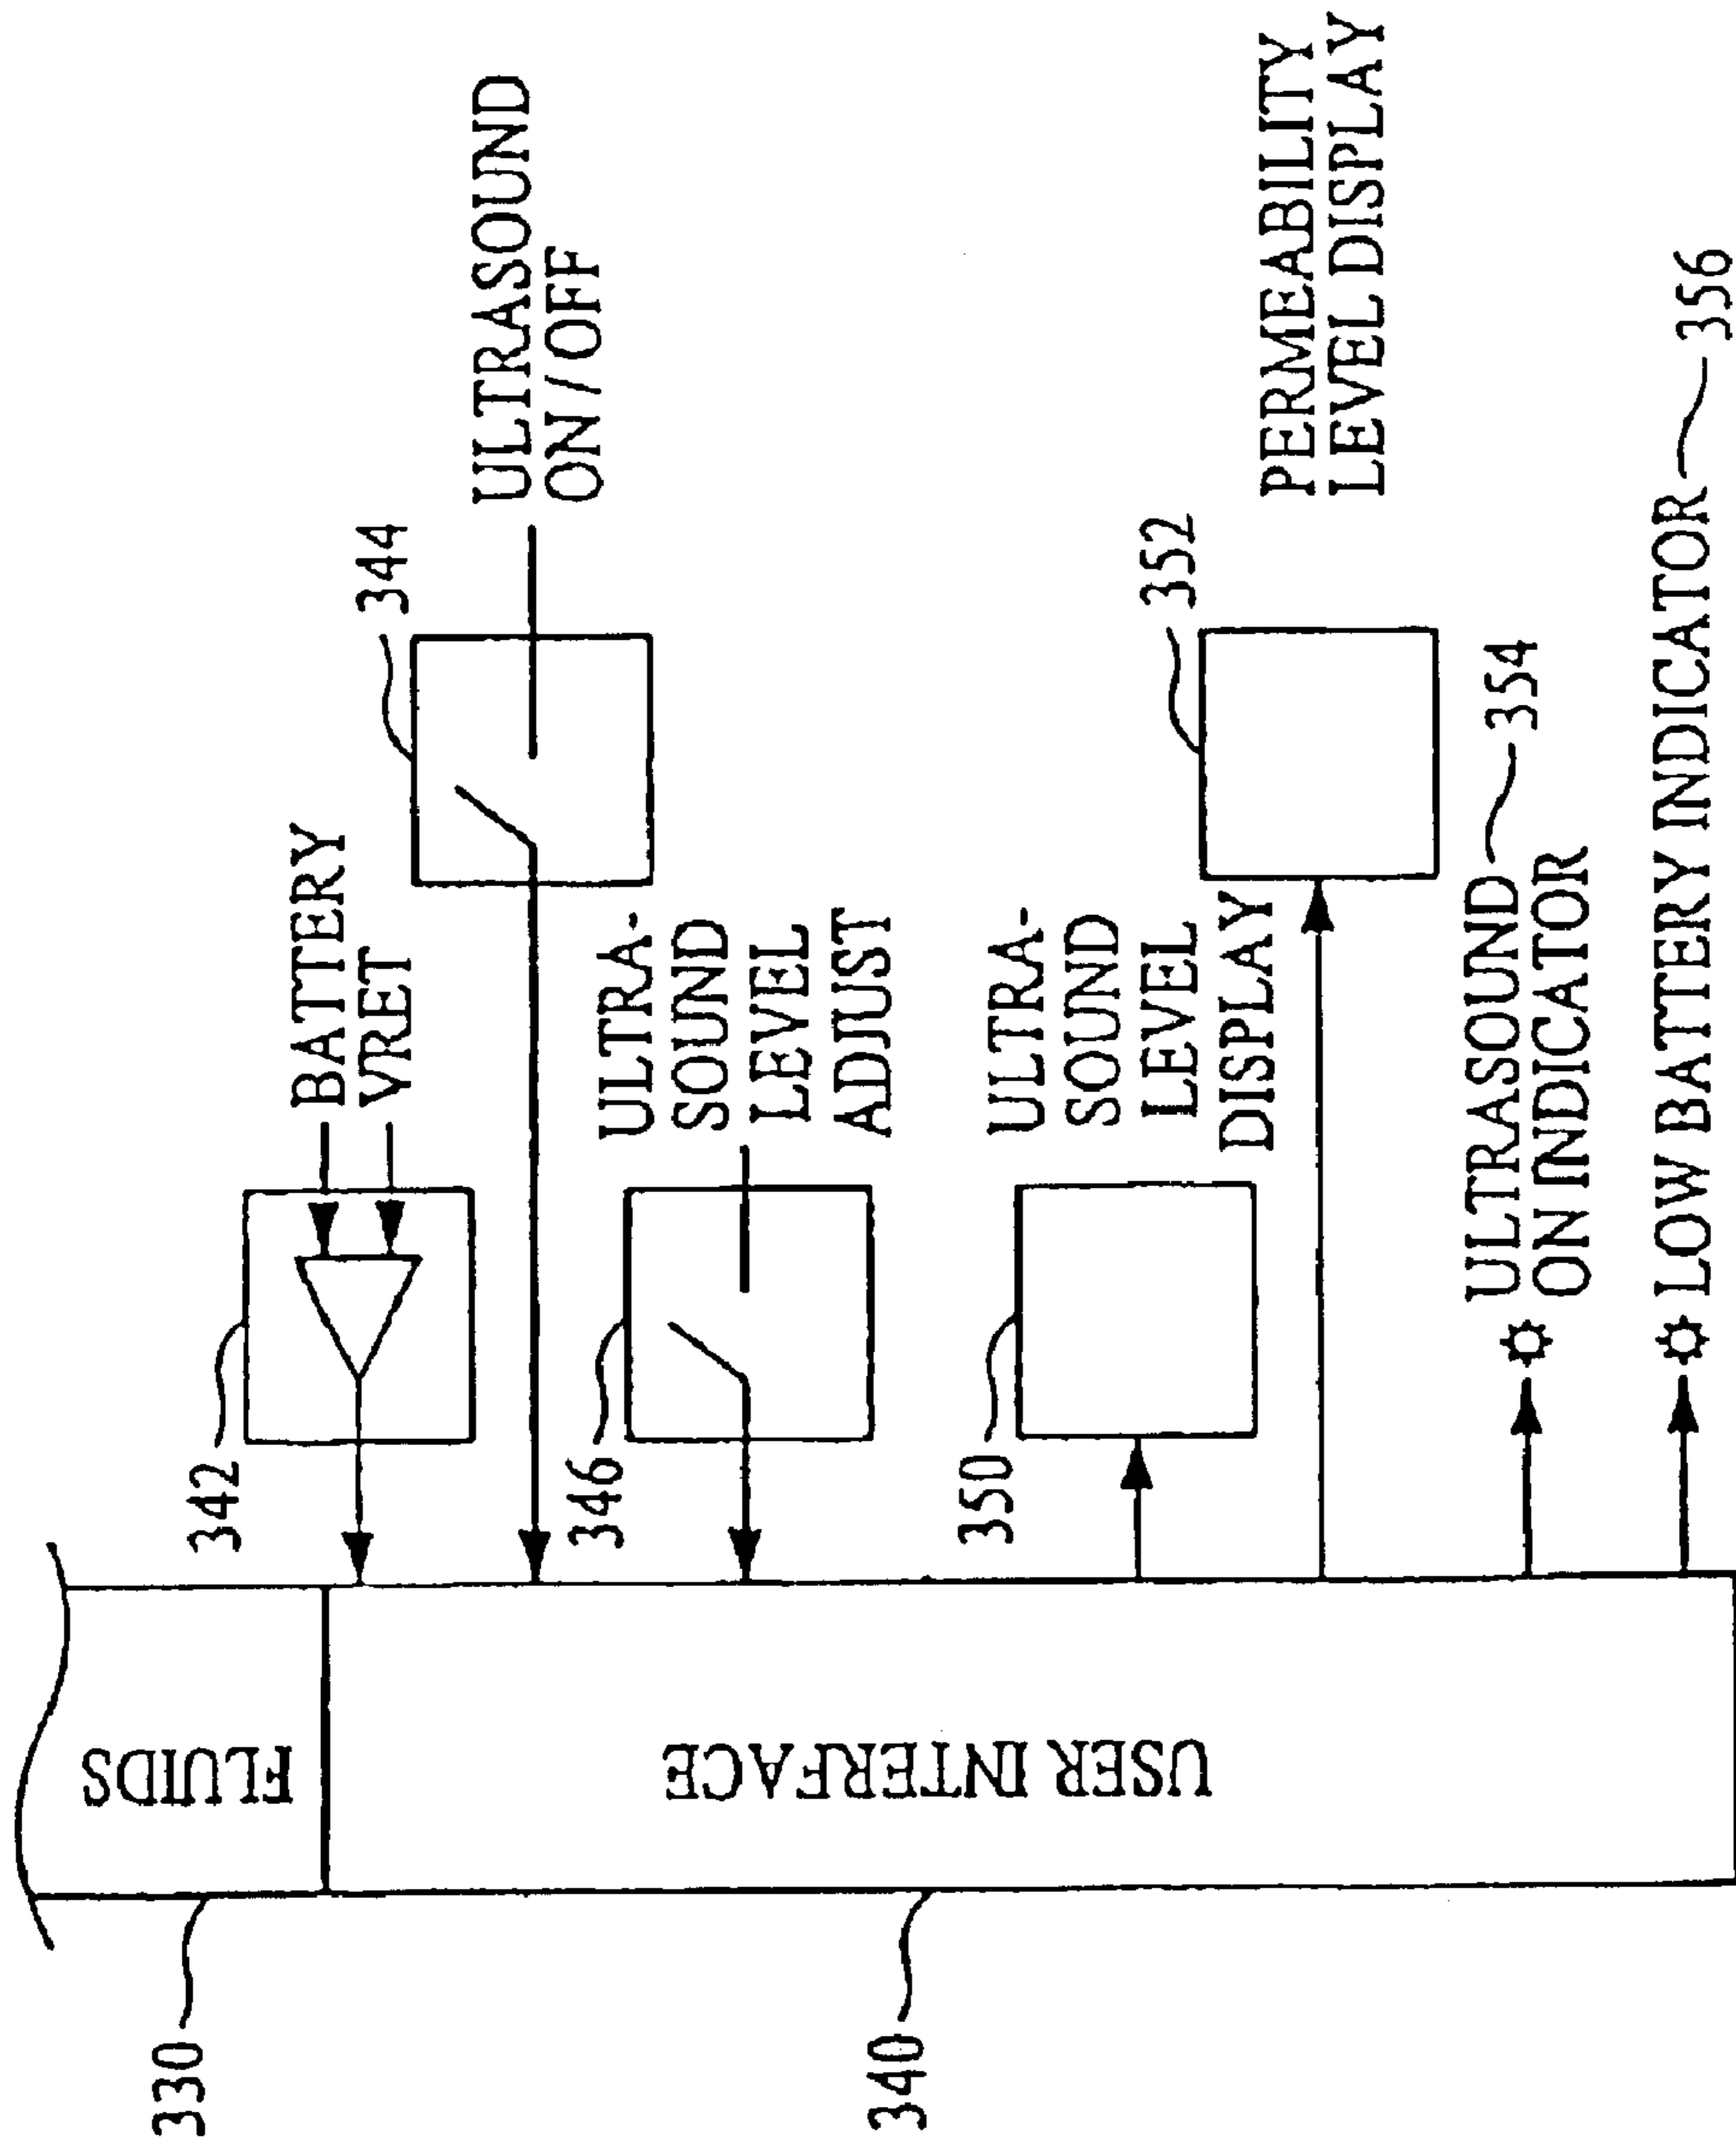 330
FLUIDS
342
BATTERY
VRET
344
ULTRASOUND
ON/OFF
346
ULTRA-
SOUND
LEVEL
ADJUST
340
USER INTERFACE
350
ULTRA-
SOUND
LEVEL
DISPLAY
352
PERMEABILITY
LEVEL DISPLAY
ULTRASOUND
ON INDICATOR
354
LOW BATTERY INDICATOR
356